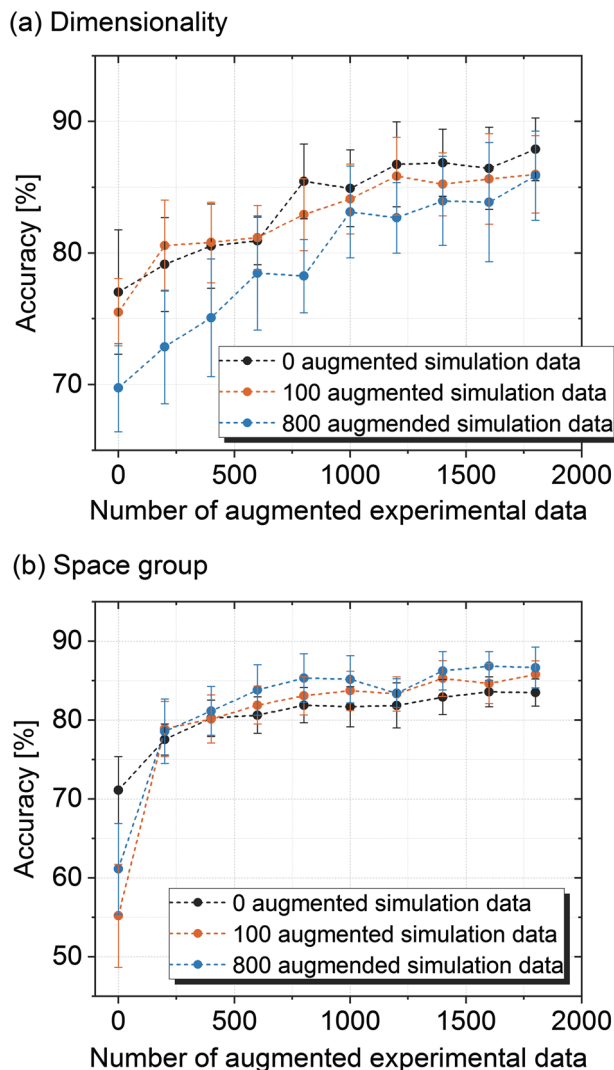 (a) Dimensionality
90
80
70
Accuracy [%]
0 augmented simulation data
100 augmented simulation data
800 augmended simulation data
0 500 1000 1500 2000
Number of augmented experimental data
(b) Space group
90
80
70
60
50
Accuracy [%]
0 augmented simulation data
100 augmented simulation data
800 augmended simulation data
0 500 1000 1500 2000
Number of augmented experimental data